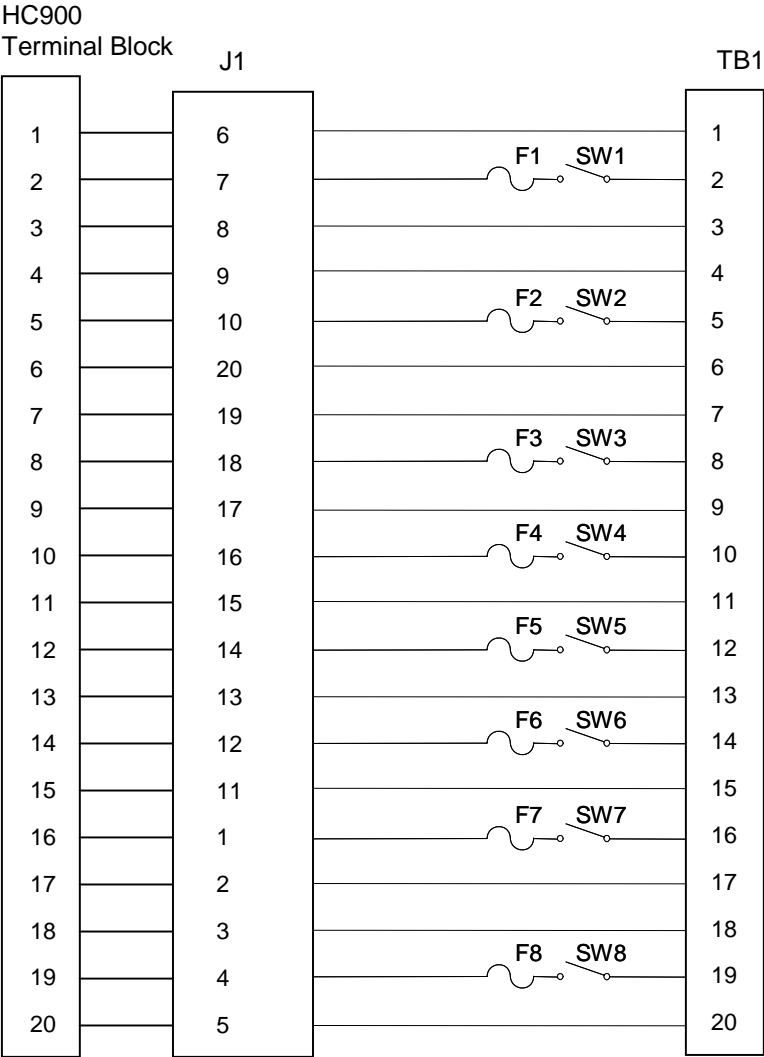 HC900
Terminal Block
J1
TB1
1 6 1
F1 SW1
2 7 2
3 8 3
4 9 4
F2 SW2
5 10 5
6 20 6
7 19 7
F3 SW3
8 18 8
9 17 9
F4 SW4
10 16 10
11 15 11
F5 SW5
12 14 12
13 13 13
F6 SW6
14 12 14
15 11 15
F7 SW7
16 1 16
17 2 17
18 3 18
F8 SW8
19 4 19
20 5 20